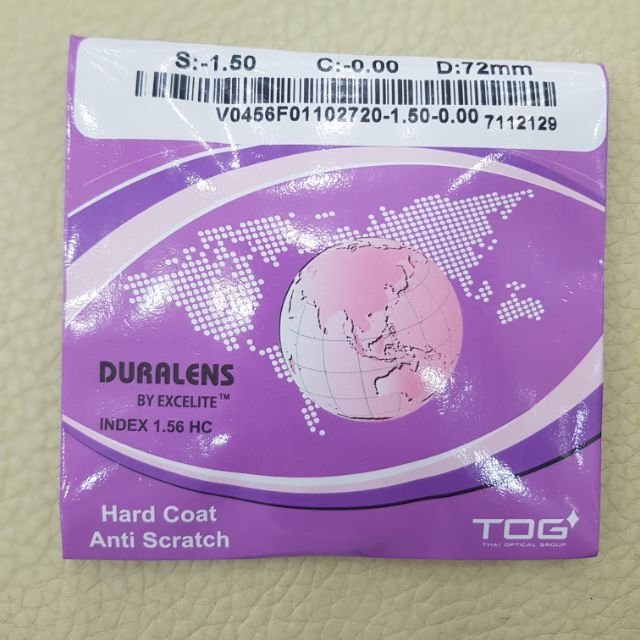 S:-1.50 C:-0.00 D:72mm
V0456F01102720-1.50-0.00 7112129
DURALENS
BY EXCELITE™
INDEX 1.56 HC
Hard Coat
Anti Scratch
TOG
THAI OPTICAL GROUP